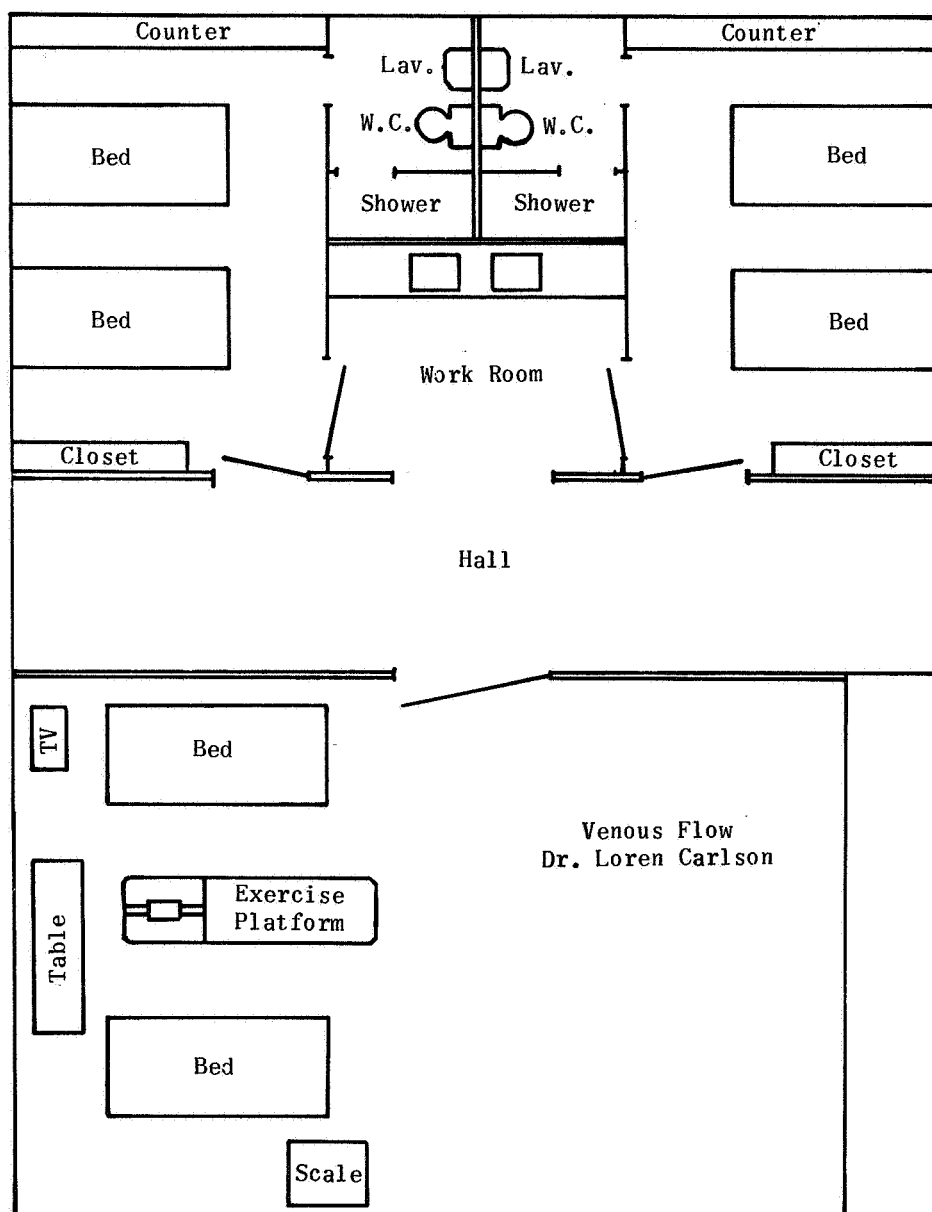 Counter
Counter
Lav.
Lav.
W.C.
W.C.
Bed
Bed
Shower
Shower
Bed
Bed
Work Room
Closet
Closet
Hall
TV
Bed
Venous Flow
Dr. Loren Carlson
Exercise
Platform
Table
Bed
Scale